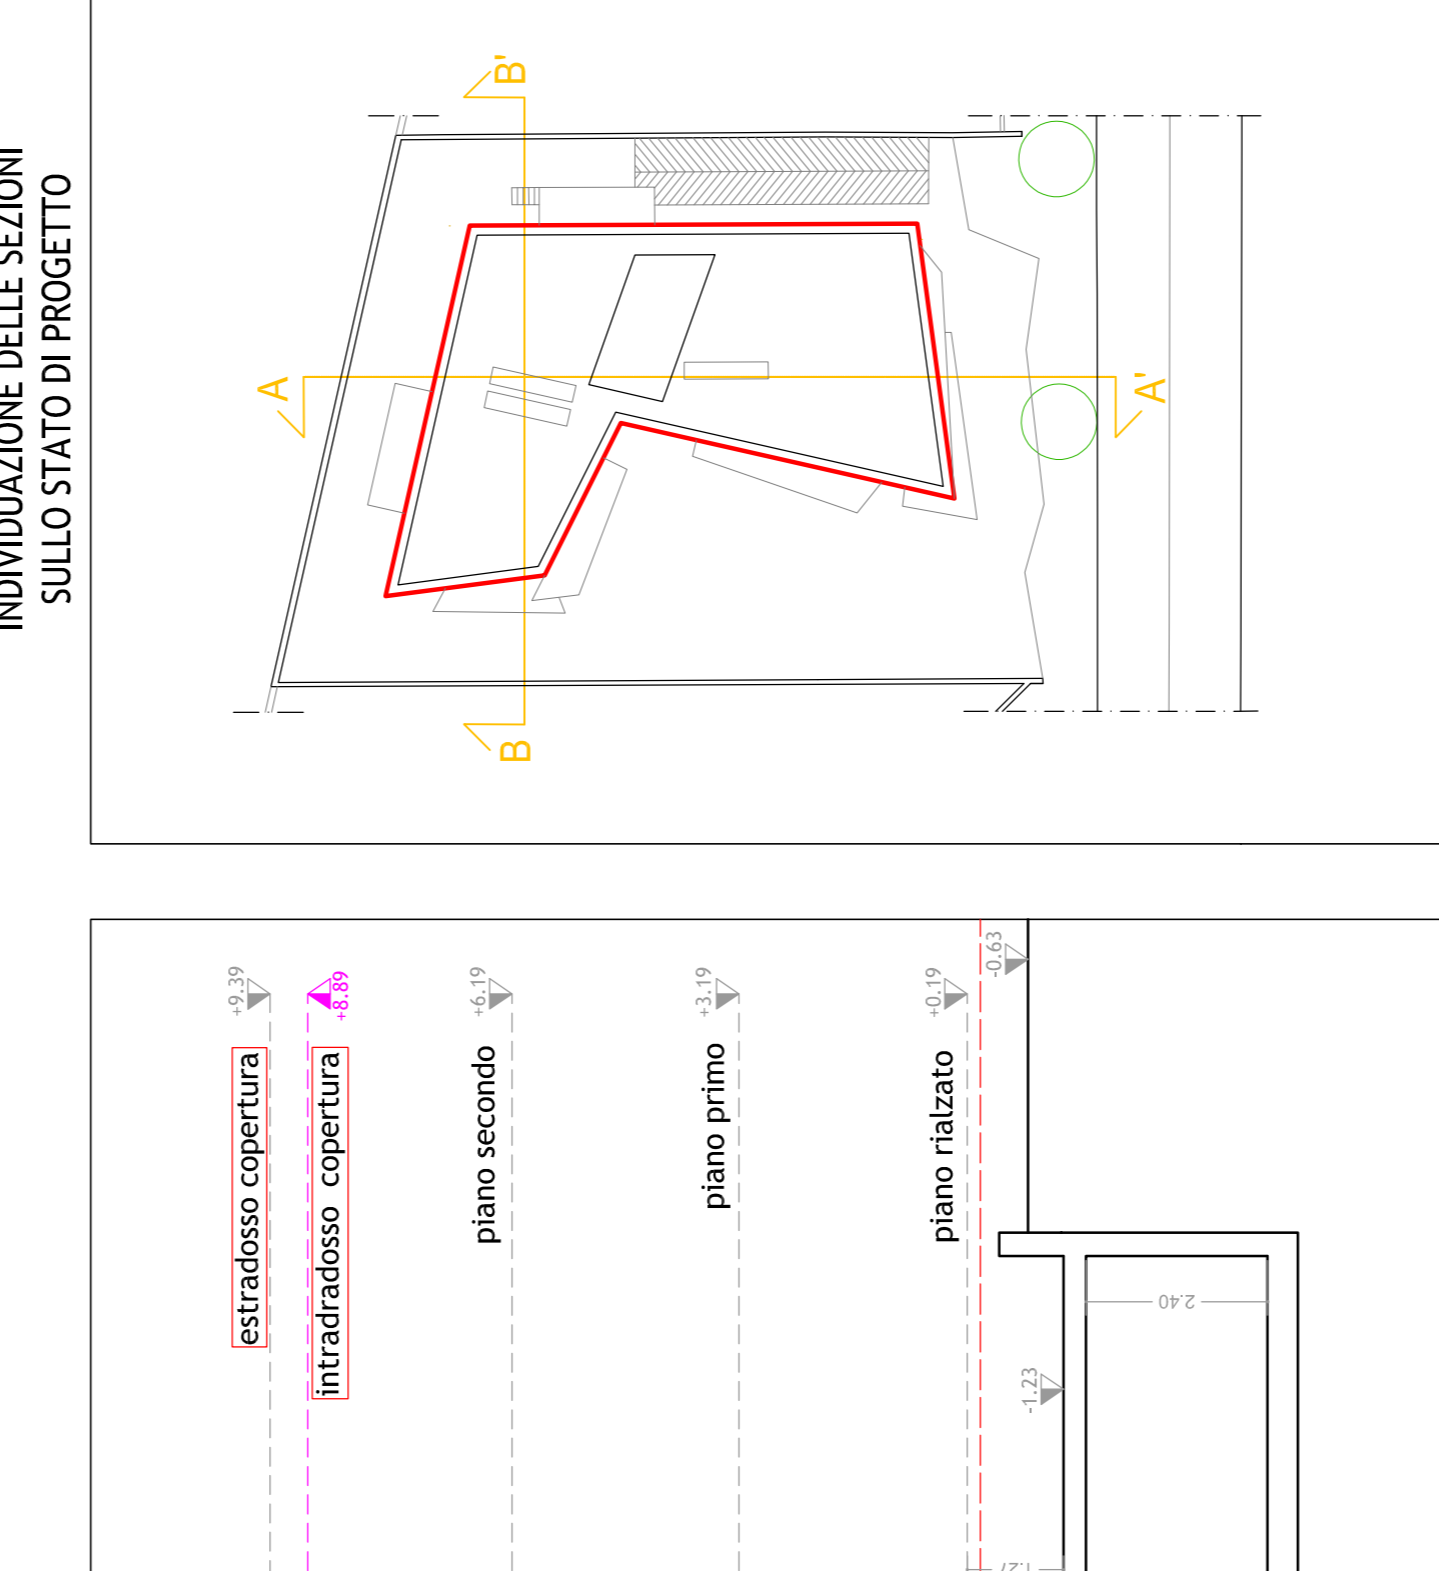 INDIVIDUAZIONE DELLE SEZIONI
SULLO STATO DI PROGETTO
B'
A
A'
B
+9.39
estradosso copertura
+8.89
intradradosso copertura
+6.19
piano secondo
+3.19
piano primo
+0.19
piano rialzato
-0.63
2.40
-1.23